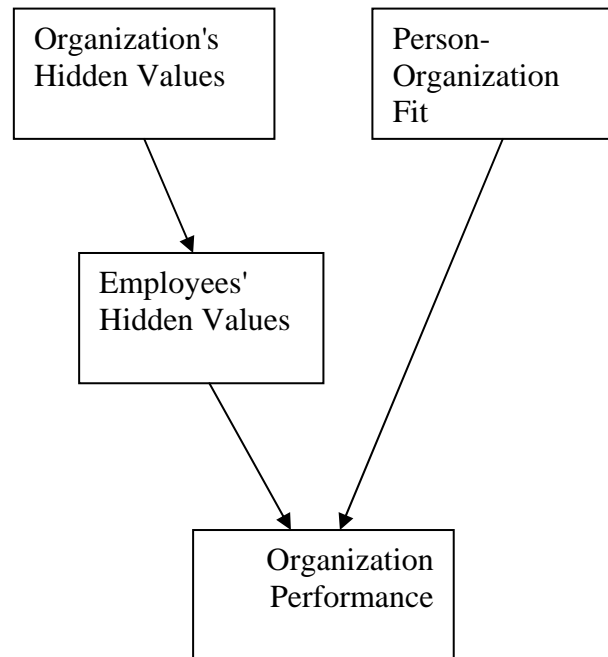 Organization's
Hidden Values
Person-
Organization
Fit
Employees'
Hidden Values
Organization
Performance